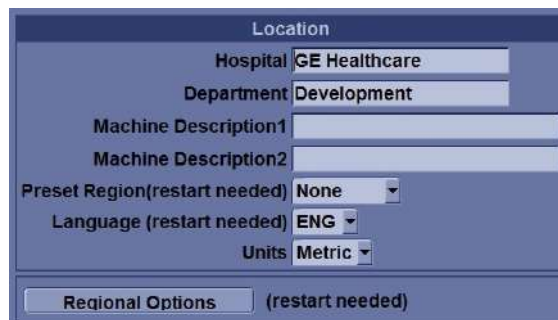 Location
Hospital GE Healthcare
Department Development
Machine Description1
Machine Description2
Preset Region(restart needed) None
Language (restart needed) ENG
Units Metric
Regional Options (restart needed)